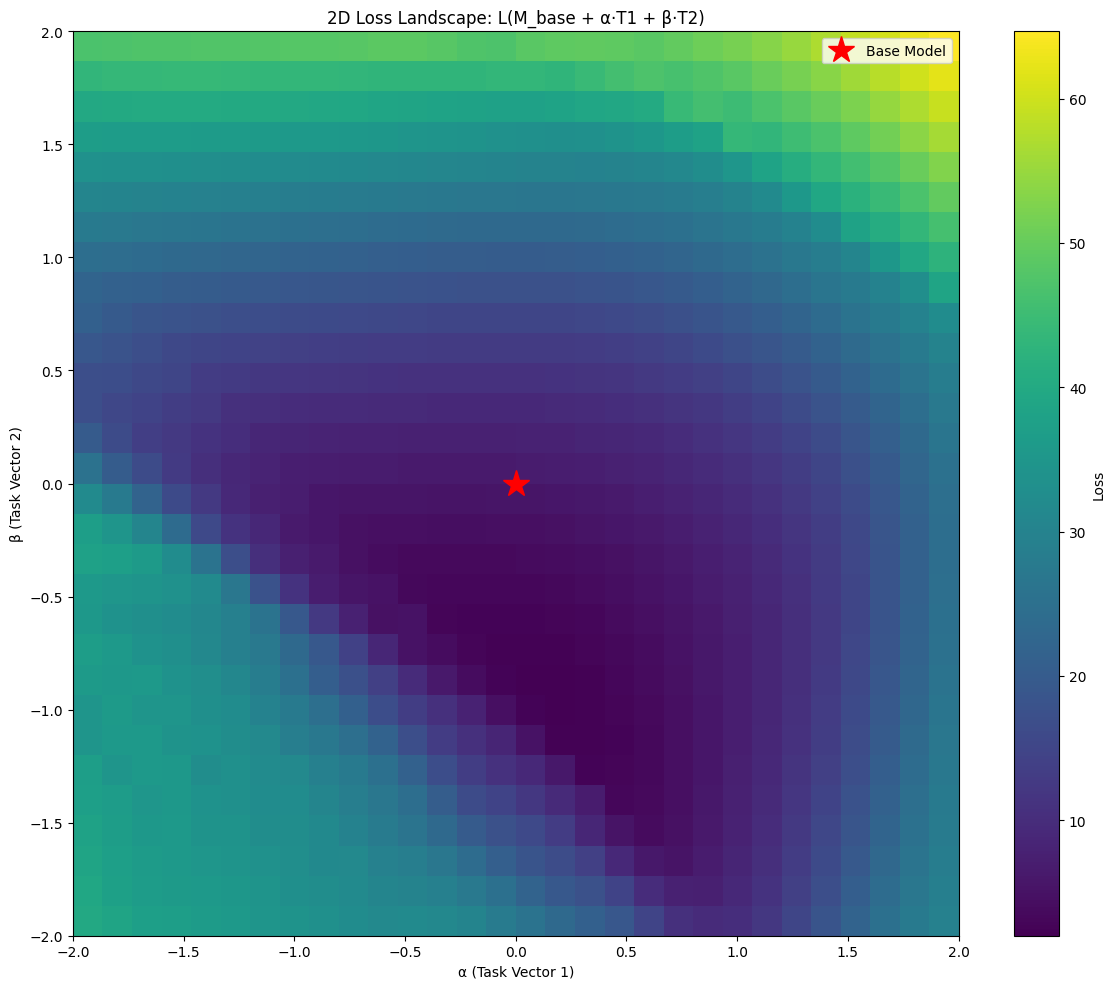 2D Loss Landscape: L(M_base + α·T1 + β·T2)
Base Model
2.0
1.5
1.0
0.5
0.0
−0.5
−1.0
−1.5
−2.0
β (Task Vector 2)
−2.0 −1.5 −1.0 −0.5 0.0 0.5 1.0 1.5 2.0
α (Task Vector 1)
60
50
40
30
20
10
Loss